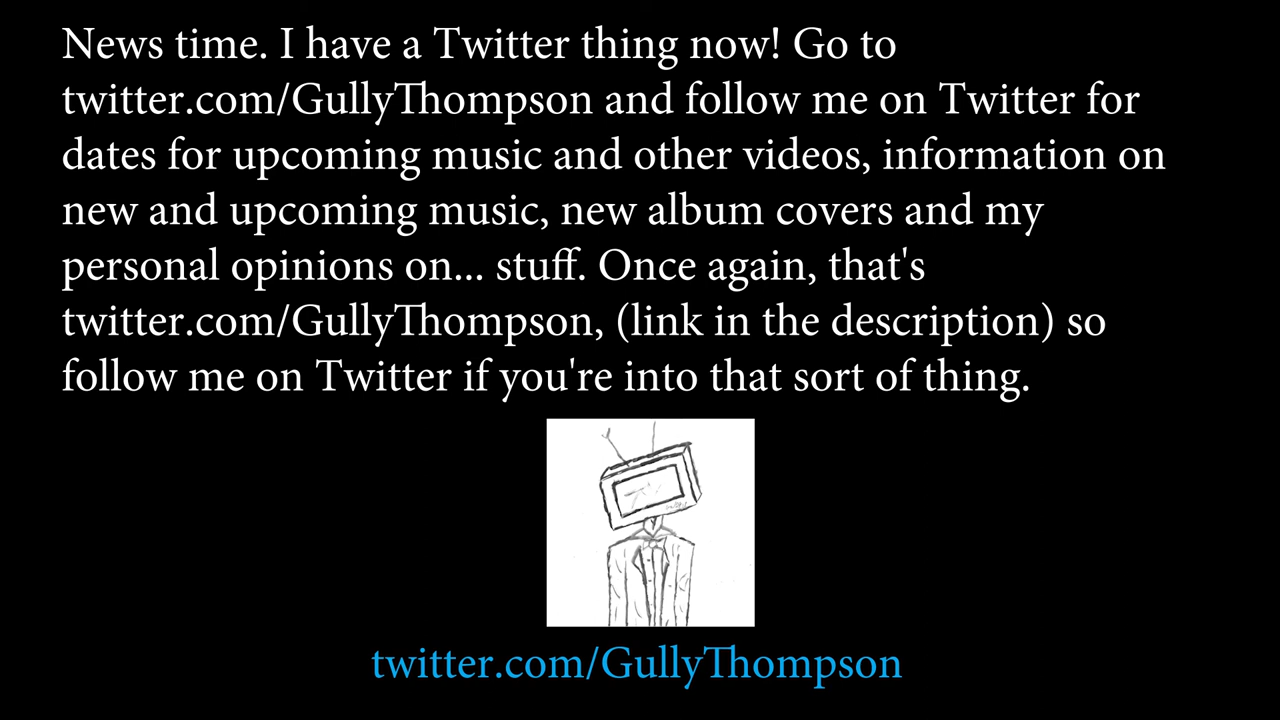 News time. I have a Twitter thing now! Go to
twitter.com/GullyThompson and follow me on Twitter for
dates for upcoming music and other videos, information on
new and upcoming music, new album covers and my
personal opinions on... stuff. Once again, that's
twitter.com/GullyThompson, (link in the description) so
follow me on Twitter if you're into that sort of thing.
twitter.com/GullyThompson